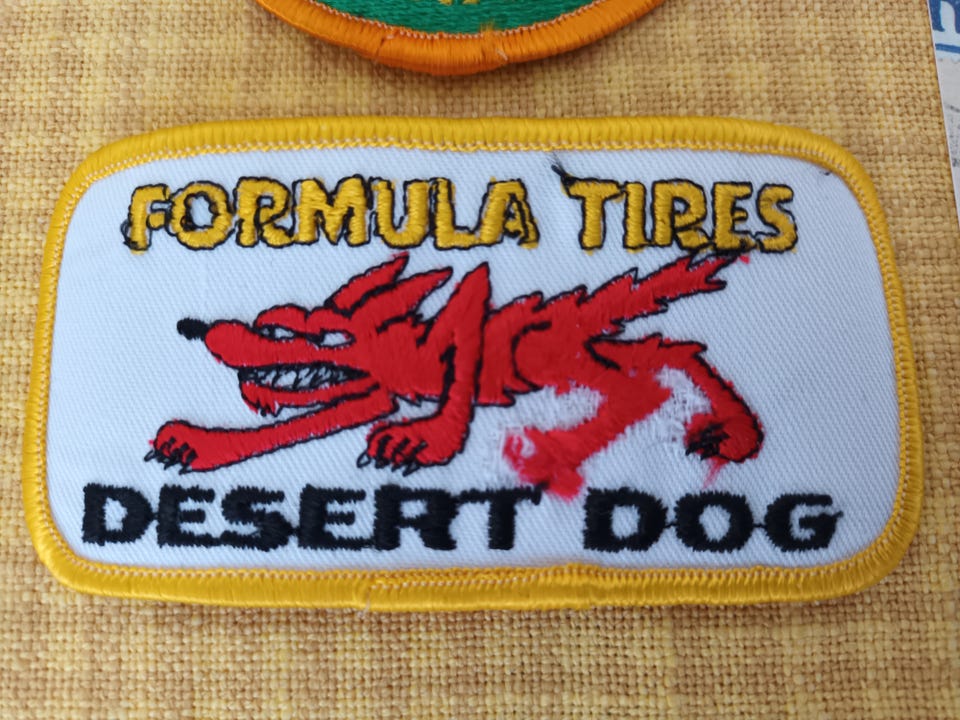 FORMULA TIRES
DESERT DOG